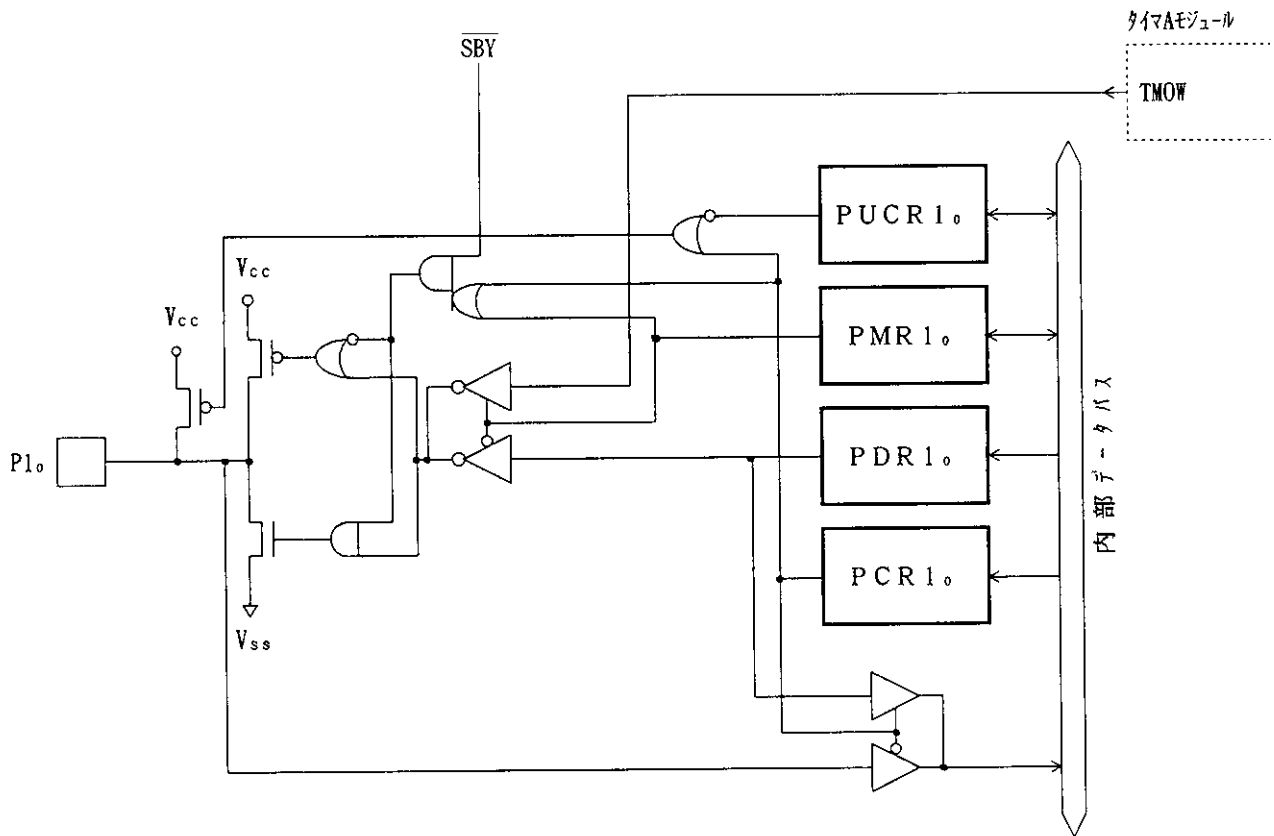 タイマAモジュール
SBY
TMOW
PUCR1₀
Vcc
Vcc
PMR1₀
P1₀
PDR1₀
内部データバス
PCR1₀
Vss